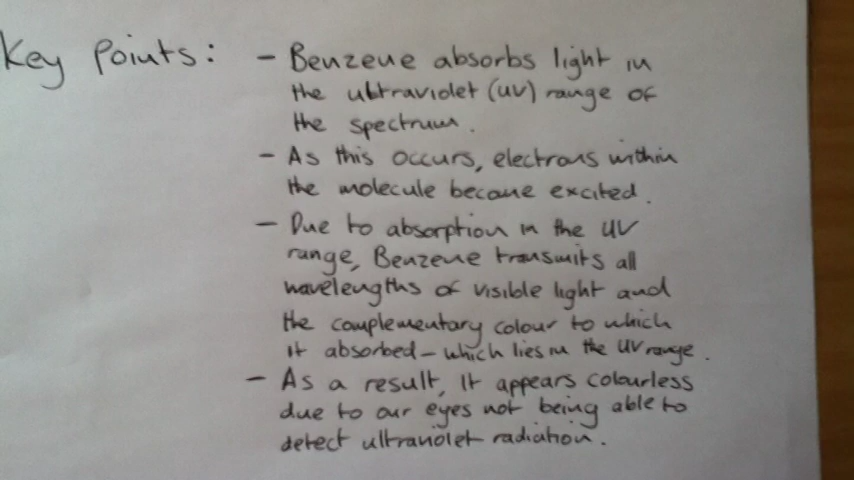 Key Points: - Benzene absorbs light in
the ultraviolet (UV) range of
the spectrum.
- As this occurs, electrons within
the molecule become excited.
- Due to absorption in the UV
range, Benzene transmits all
wavelengths of visible light and
the complementary colour to which
it absorbed - which lies in the UV range.
- As a result, it appears colourless
due to our eyes not being able to
detect ultraviolet radiation.